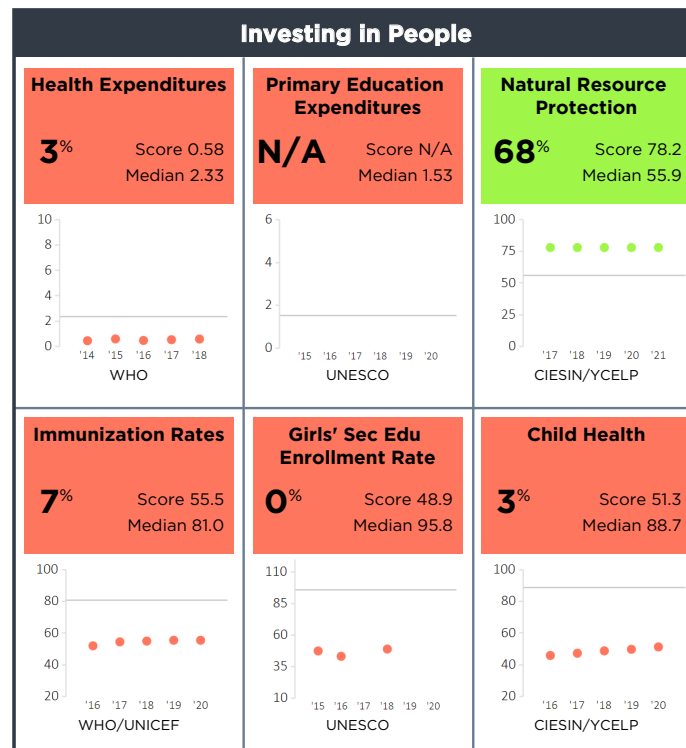 Investing in People
Health Expenditures
3%
Score 0.58
Median 2.33
10
8
6
4
2
0
'14 '15 '16 '17 '18
WHO
Primary Education
Expenditures
N/A
Score N/A
Median 1.53
6
4
2
0
'15 '16 '17 '18 '19 '20
UNESCO
Natural Resource
Protection
68%
Score 78.2
Median 55.9
100
75
50
25
0
'17 '18 '19 '20 '21
CIESIN/YCELP
Immunization Rates
7%
Score 55.5
Median 81.0
100
80
60
40
20
'16 '17 '18 '19 '20
WHO/UNICEF
Girls' Sec Edu
Enrollment Rate
0%
Score 48.9
Median 95.8
110
85
60
35
10
'15 '16 '17 '18 '19 '20
UNESCO
Child Health
3%
Score 51.3
Median 88.7
100
80
60
40
20
'16 '17 '18 '19 '20
CIESIN/YCELP